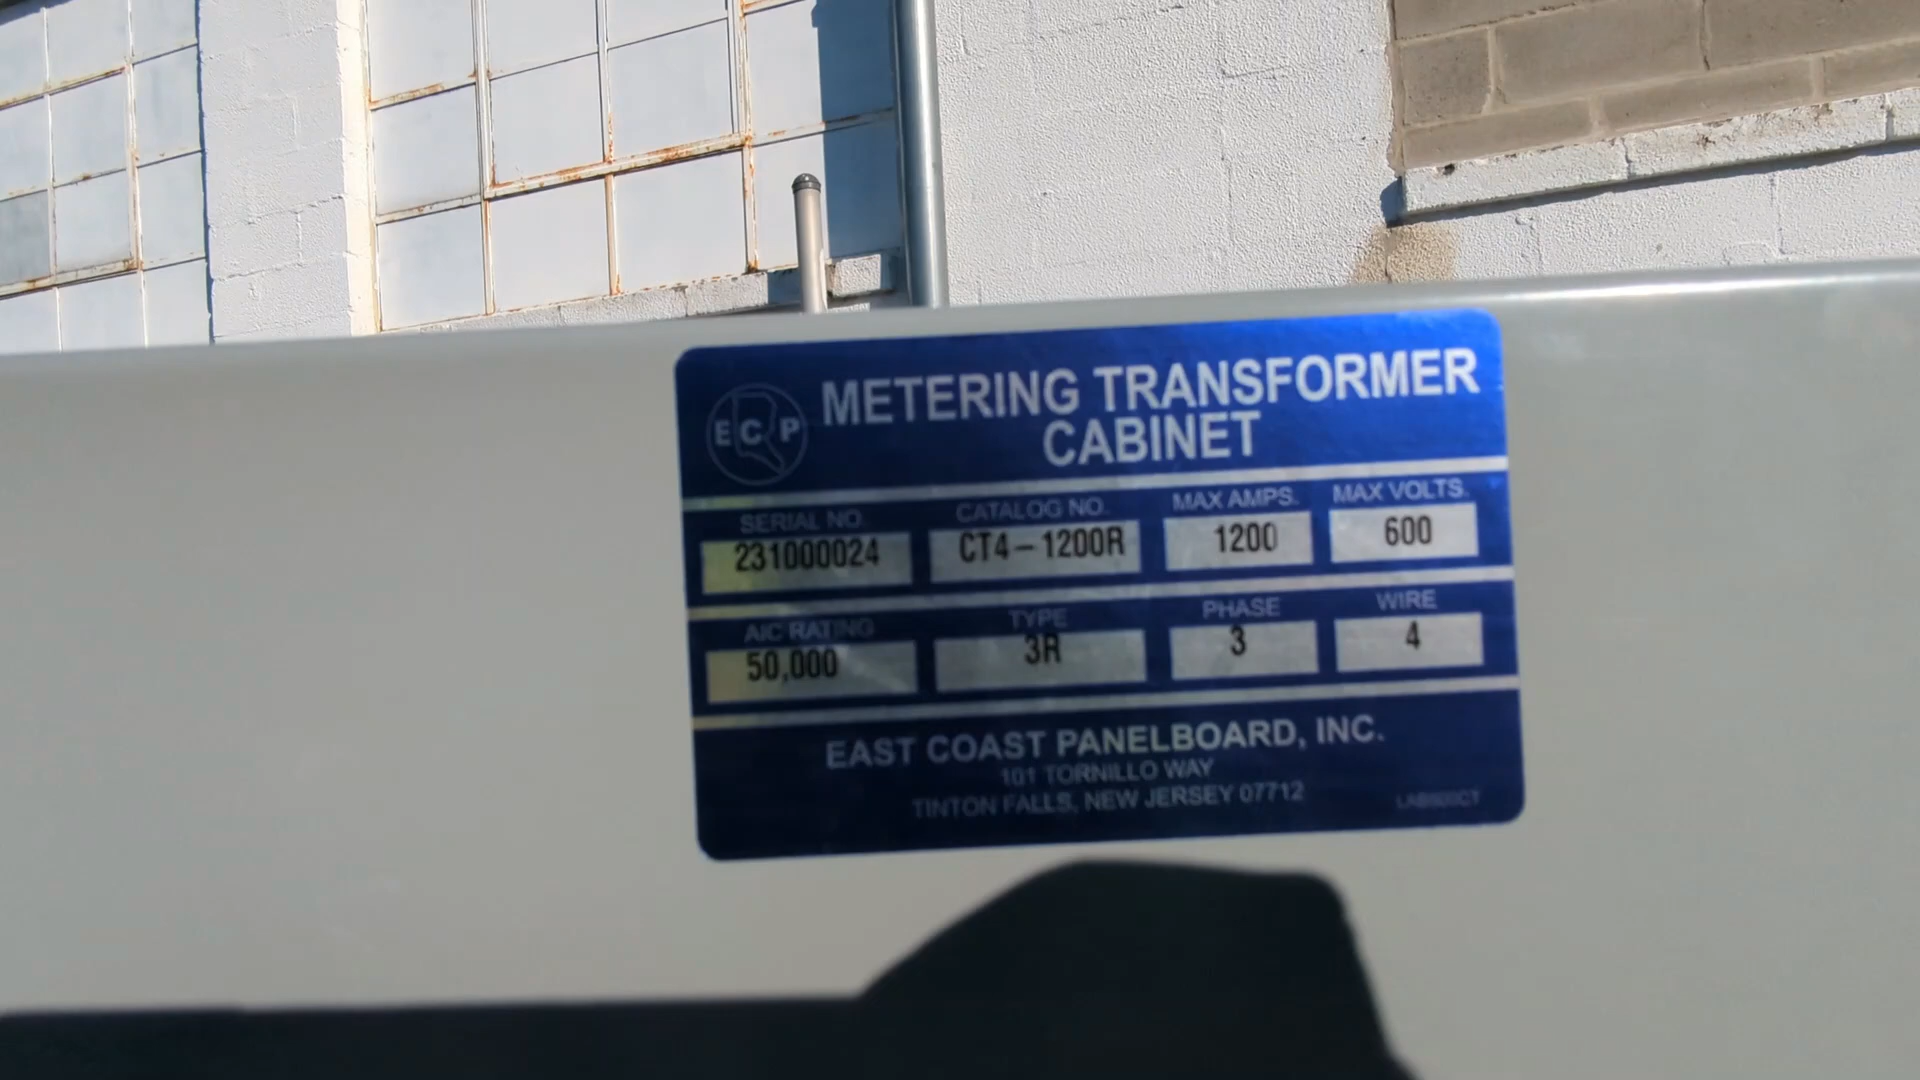 ECP
METERING TRANSFORMER
CABINET
SERIAL NO. CATALOG NO. MAX AMPS. MAX VOLTS.
231000024 CT4-1200R 1200 600
AIC RATING TYPE PHASE WIRE
50,000 3R 3 4
EAST COAST PANELBOARD, INC.
101 TORNILLO WAY
TINTON FALLS, NEW JERSEY 07712